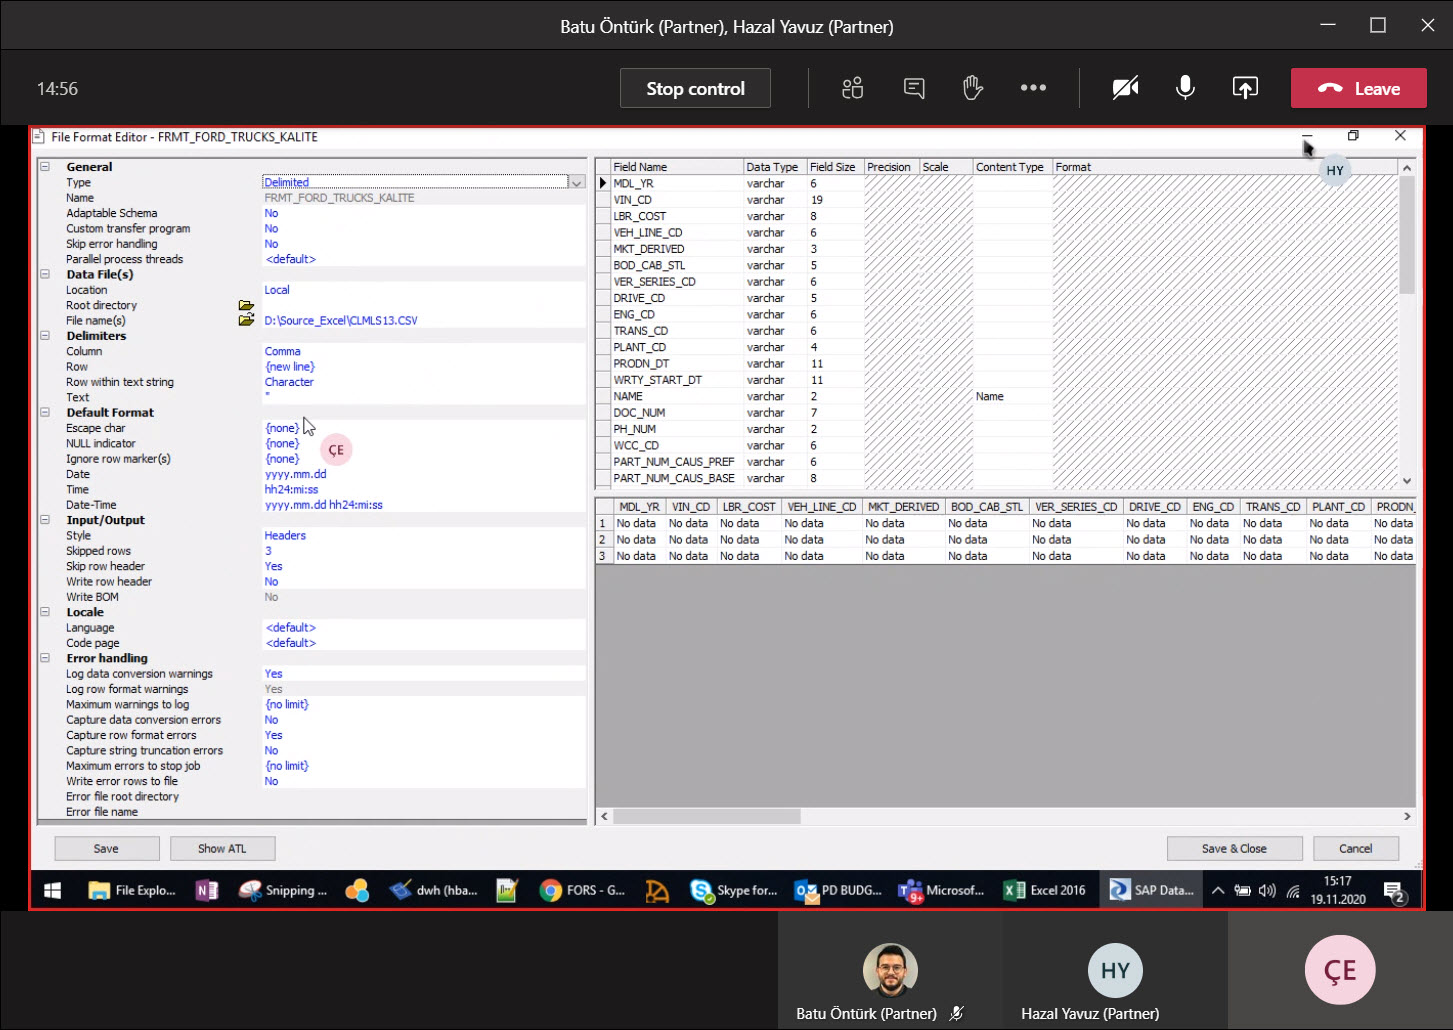 Batu Öntürk (Partner), Hazal Yavuz (Partner)
14:56
Stop control
Leave
File Format Editor - FRMT_FORD_TRUCKS_KALITE
General
Type Delimited
Name FRMT_FORD_TRUCKS_KALITE
Adaptable Schema No
Custom transfer program No
Skip error handling No
Parallel process threads <default>
Data File(s)
Location Local
Root directory
File name(s) D:\Source_Excel\CLMLS13.CSV
Delimiters
Column Comma
Row {new line}
Row within text string Character
Text "
Default Format
Escape char {none}
NULL indicator {none}
Ignore row marker(s) {none}
Date yyyy.mm.dd
Time hh24:mi:ss
Date-Time yyyy.mm.dd hh24:mi:ss
Input/Output
Style Headers
Skipped rows 3
Skip row header Yes
Write row header No
Write BOM No
Locale
Language <default>
Code page <default>
Error handling
Log data conversion warnings Yes
Log row format warnings Yes
Maximum warnings to log {no limit}
Capture data conversion errors No
Capture row format errors Yes
Capture string truncation errors No
Maximum errors to stop job {no limit}
Write error rows to file No
Error file root directory
Error file name
ÇE
Field Name Data Type Field Size Precision Scale Content Type Format
HY
MDL_YR varchar 6
VIN_CD varchar 19
LBR_COST varchar 8
VEH_LINE_CD varchar 6
MKT_DERIVED varchar 3
BOD_CAB_STL varchar 5
VER_SERIES_CD varchar 6
DRIVE_CD varchar 5
ENG_CD varchar 6
TRANS_CD varchar 6
PLANT_CD varchar 4
PRODN_DT varchar 11
WRTY_START_DT varchar 11
NAME varchar 2 Name
DOC_NUM varchar 7
PH_NUM varchar 2
WCC_CD varchar 6
PART_NUM_CAUS_PREF varchar 6
PART_NUM_CAUS_BASE varchar 8
MDL_YR VIN_CD LBR_COST VEH_LINE_CD MKT_DERIVED BOD_CAB_STL VER_SERIES_CD DRIVE_CD ENG_CD TRANS_CD PLANT_CD PRODN_
1 No data No data No data No data No data No data No data No data No data No data No data No data
2 No data No data No data No data No data No data No data No data No data No data No data No data
3 No data No data No data No data No data No data No data No data No data No data No data No data
Save
Show ATL
Save & Close
Cancel
File Explo...
N
Snipping ...
dwh (hba...
FORS - G...
Skype for...
PD BUDG...
9+
Microsof...
Excel 2016
SAP Data...
15:17
19.11.2020
2
HY
ÇE
Batu Öntürk (Partner)
Hazal Yavuz (Partner)